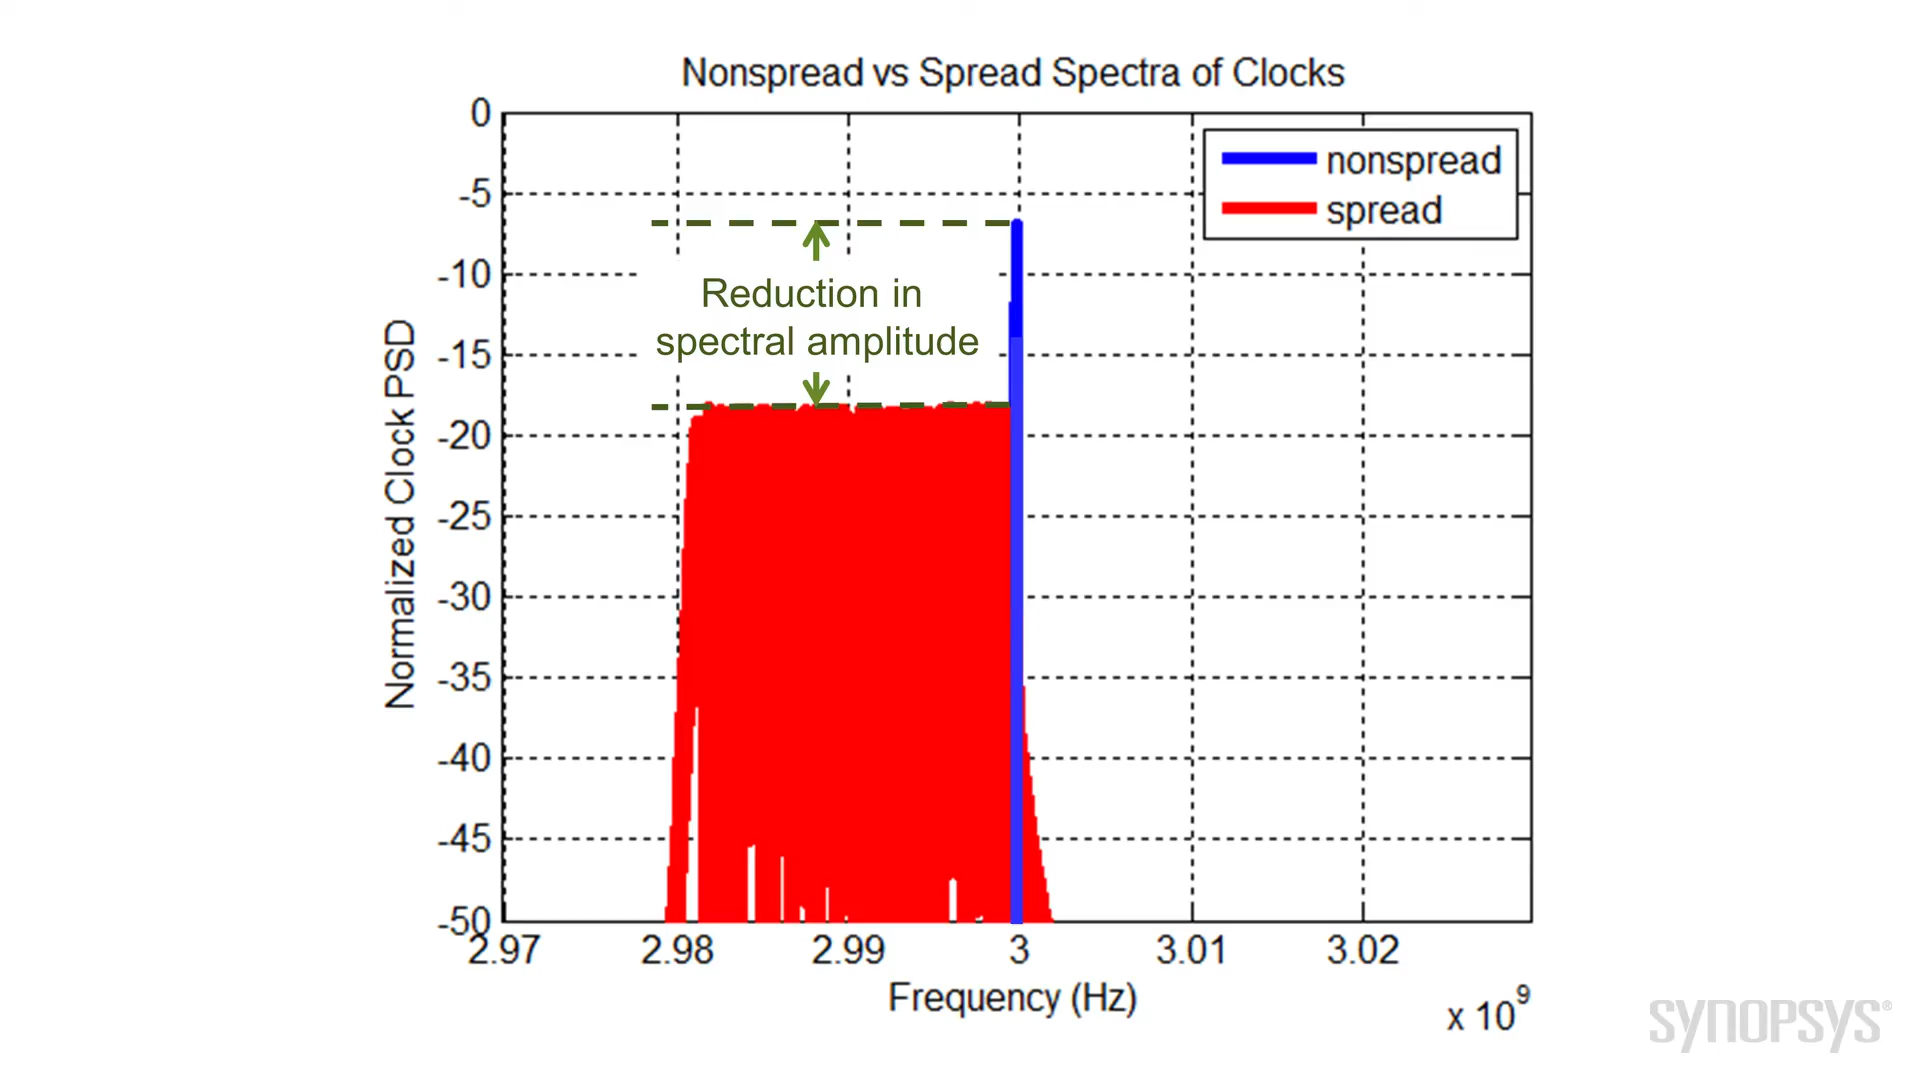 Nonspread vs Spread Spectra of Clocks
0
-5
-10
-15
-20
-25
-30
-35
-40
-45
-50
Normalized Clock PSD
nonspread
spread
Reduction in
spectral amplitude
2.97 2.98 2.99 3 3.01 3.02
Frequency (Hz)
x 10⁹
SYNOPSYS®